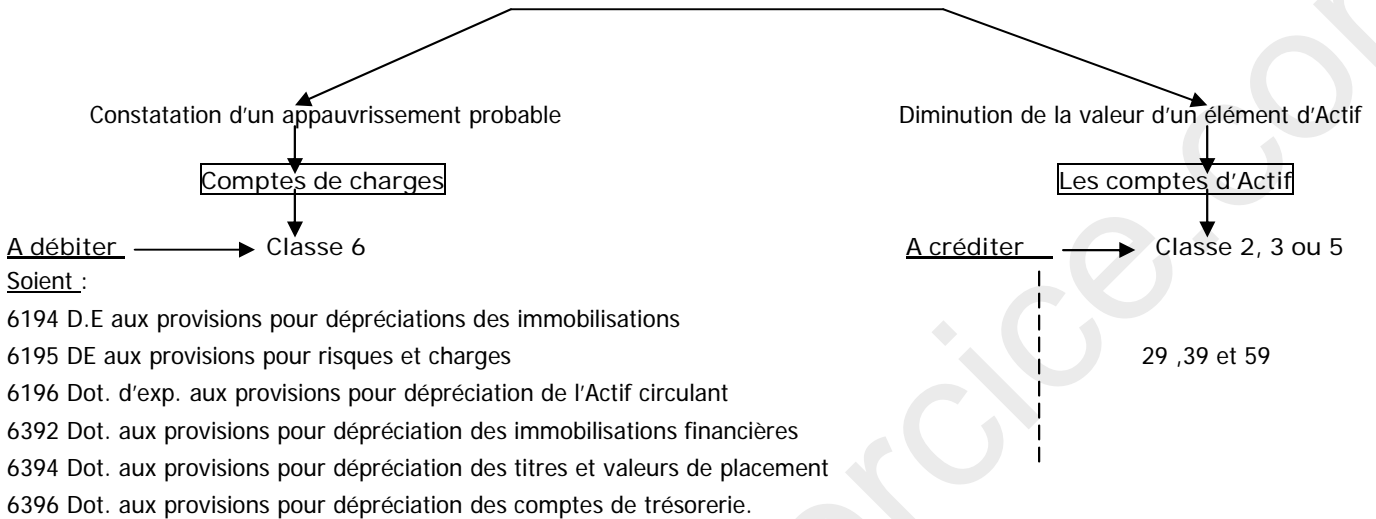 Constatation d'un appauvrissement probable
Diminution de la valeur d'un élément d'Actif
Comptes de charges
Les comptes d'Actif
A débiter Classe 6
A créditer Classe 2, 3 ou 5
Soient :
6194 D.E aux provisions pour dépréciations des immobilisations
6195 DE aux provisions pour risques et charges
29 ,39 et 59
6196 Dot. d'exp. aux provisions pour dépréciation de l'Actif circulant
6392 Dot. aux provisions pour dépréciation des immobilisations financières
6394 Dot. aux provisions pour dépréciation des titres et valeurs de placement
6396 Dot. aux provisions pour dépréciation des comptes de trésorerie.